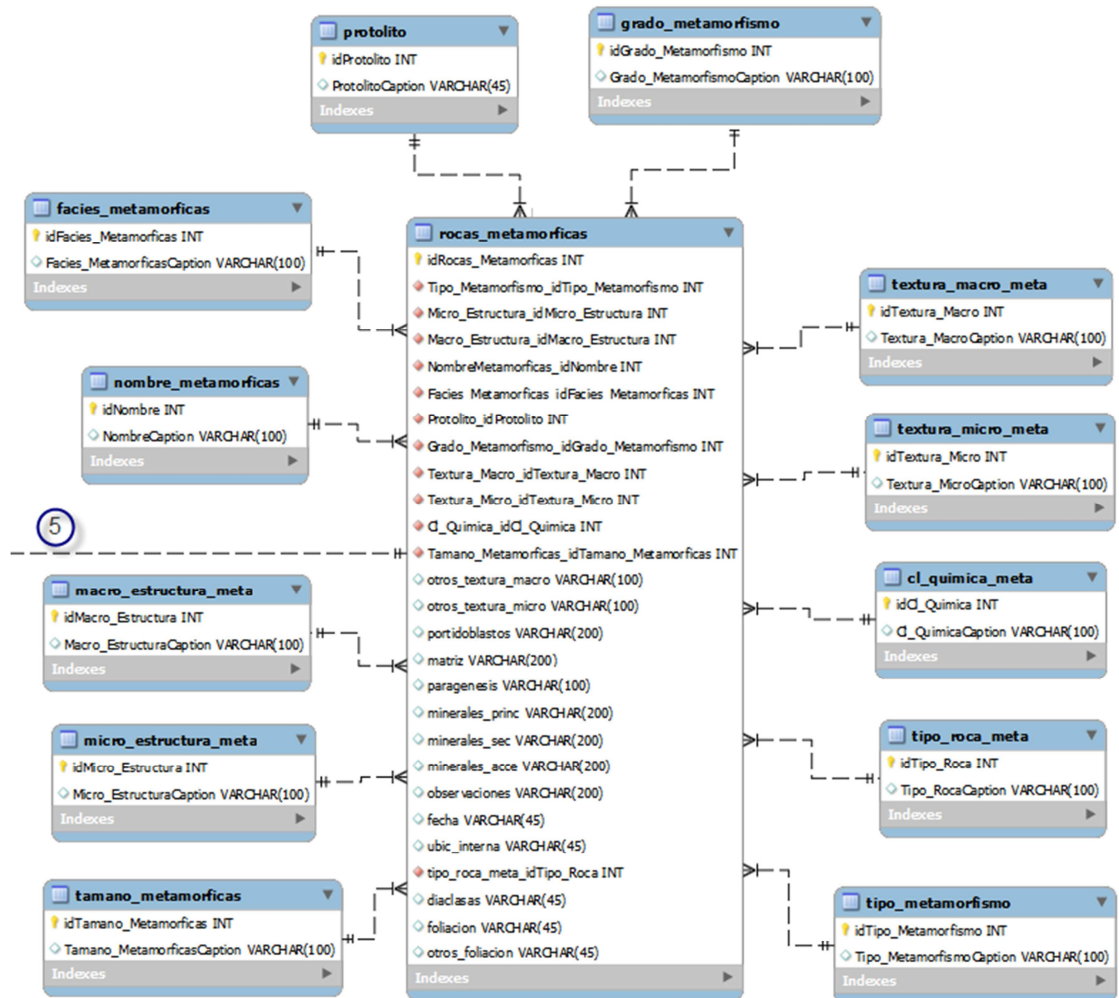 protolito
idProtolito INT
ProtolitoCaption VARCHAR(45)
Indexes
grado_metamorfismo
idGrado_Metamorfismo INT
Grado_MetamorfismoCaption VARCHAR(100)
Indexes
facies_metamorficas
idFacies_Metamorficas INT
Facies_MetamorficasCaption VARCHAR(100)
Indexes
nombre_metamorficas
idNombre INT
NombreCaption VARCHAR(100)
Indexes
5
macro_estructura_meta
idMacro_Estructura INT
Macro_EstructuraCaption VARCHAR(100)
Indexes
micro_estructura_meta
idMicro_Estructura INT
Micro_EstructuraCaption VARCHAR(100)
Indexes
tamano_metamorficas
idTamano_Metamorficas INT
Tamano_MetamorficasCaption VARCHAR(100)
Indexes
rocas_metamorficas
idRocas_Metamorficas INT
Tipo_Metamorfismo_idTipo_Metamorfismo INT
Micro_Estructura_idMicro_Estructura INT
Macro_Estructura_idMacro_Estructura INT
NombreMetamorficas_idNombre INT
Facies_Metamorficas_idFacies_Metamorficas INT
Protolito_idProtolito INT
Grado_Metamorfismo_idGrado_Metamorfismo INT
Textura_Macro_idTextura_Macro INT
Textura_Micro_idTextura_Micro INT
Cl_Quimica_idCl_Quimica INT
Tamano_Metamorficas_idTamano_Metamorficas INT
otros_textura_macro VARCHAR(100)
otros_textura_micro VARCHAR(100)
portidoblastos VARCHAR(200)
matriz VARCHAR(200)
paragenesis VARCHAR(100)
minerales_princ VARCHAR(200)
minerales_sec VARCHAR(200)
minerales_acce VARCHAR(200)
observaciones VARCHAR(200)
fecha VARCHAR(45)
ubic_interna VARCHAR(45)
tipo_roca_meta_idTipo_Roca INT
diaclasas VARCHAR(45)
foliacion VARCHAR(45)
otros_foliacion VARCHAR(45)
Indexes
textura_macro_meta
idTextura_Macro INT
Textura_MacroCaption VARCHAR(100)
Indexes
textura_micro_meta
idTextura_Micro INT
Textura_MicroCaption VARCHAR(100)
Indexes
cl_quimica_meta
idCl_Quimica INT
Cl_QuimicaCaption VARCHAR(100)
Indexes
tipo_roca_meta
idTipo_Roca INT
Tipo_RocaCaption VARCHAR(100)
Indexes
tipo_metamorfismo
idTipo_Metamorfismo INT
Tipo_MetamorfismoCaption VARCHAR(100)
Indexes